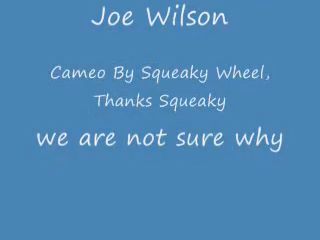 Joe Wilson
Cameo By Squeaky Wheel,
Thanks Squeaky
we are not sure why